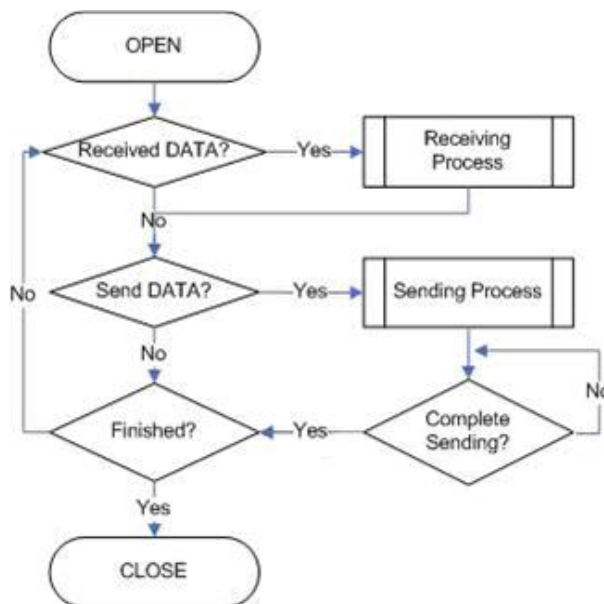 OPEN
Received DATA?
Yes
Receiving
Process
No
Send DATA?
Yes
Sending Process
No
No
No
Finished?
Yes
Complete
Sending?
Yes
CLOSE